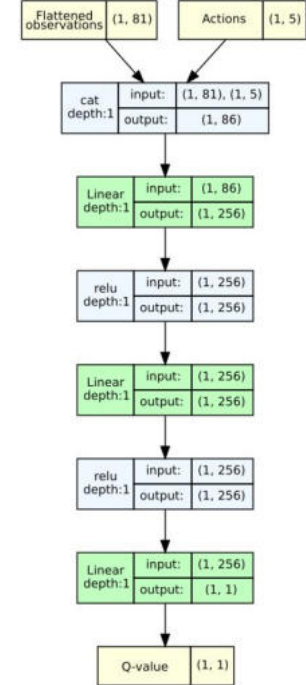 Flattened
observations
(1, 81)
Actions
(1, 5)
cat
depth:1
input:
(1, 81), (1, 5)
output:
(1, 86)
Linear
depth:1
input:
(1, 86)
output:
(1, 256)
relu
depth:1
input:
(1, 256)
output:
(1, 256)
Linear
depth:1
input:
(1, 256)
output:
(1, 256)
relu
depth:1
input:
(1, 256)
output:
(1, 256)
Linear
depth:1
input:
(1, 256)
output:
(1, 1)
Q-value
(1, 1)